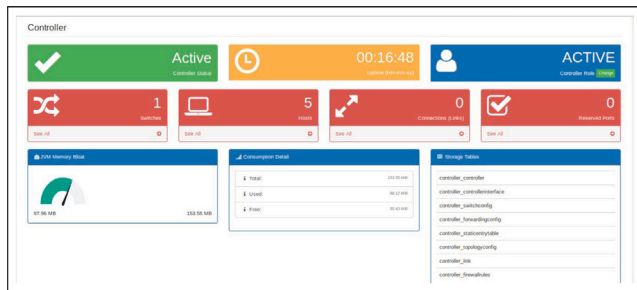 Controller
Active
Controller Status
00:16:48
ACTIVE
Controller Role Change
1
Switches
See All
5
Hosts
See All
0
Connections (Links)
See All
0
Reserved Ports
See All
JVM Memory Bloat
97.96 MB
153.55 MB
Consumption Detail
Total:
Used:
Free:
Storage Tables
controller_controller
controller_controllerinterface
controller_switchconfig
controller_forwardingconfig
controller_staticentrytable
controller_topologyconfig
controller_link
controller_firewallrules